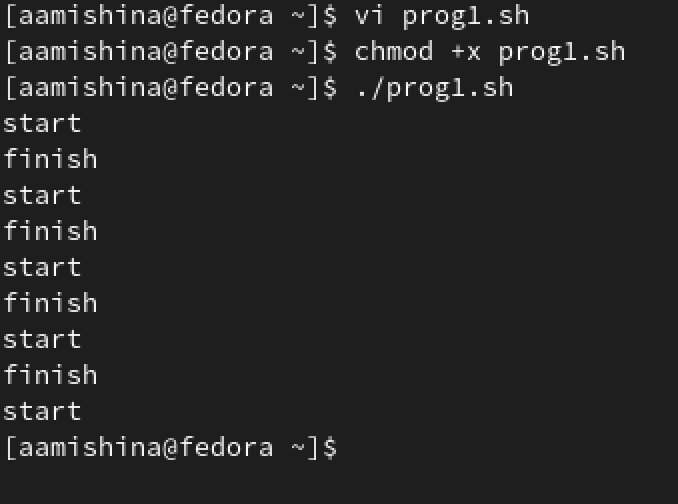 [aamishina@fedora ~]$ vi prog1.sh
[aamishina@fedora ~]$ chmod +x prog1.sh
[aamishina@fedora ~]$ ./prog1.sh
start
finish
start
finish
start
finish
start
finish
start
[aamishina@fedora ~]$